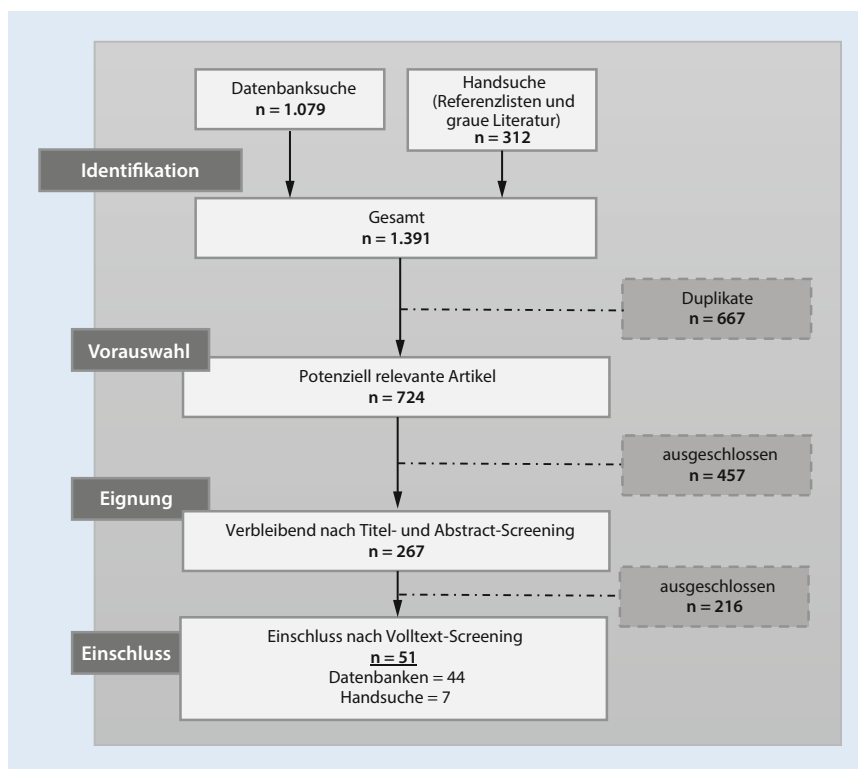 Datenbanksuche
n = 1.079
Handsuche
(Referenzlisten und
graue Literatur)
n = 312
Identifikation
Gesamt
n = 1.391
Duplikate
n = 667
Vorauswahl
Potenziell relevante Artikel
n = 724
ausgeschlossen
n = 457
Eignung
Verbleibend nach Titel- und Abstract-Screening
n = 267
ausgeschlossen
n = 216
Einschluss
Einschluss nach Volltext-Screening
n = 51
Datenbanken = 44
Handsuche = 7